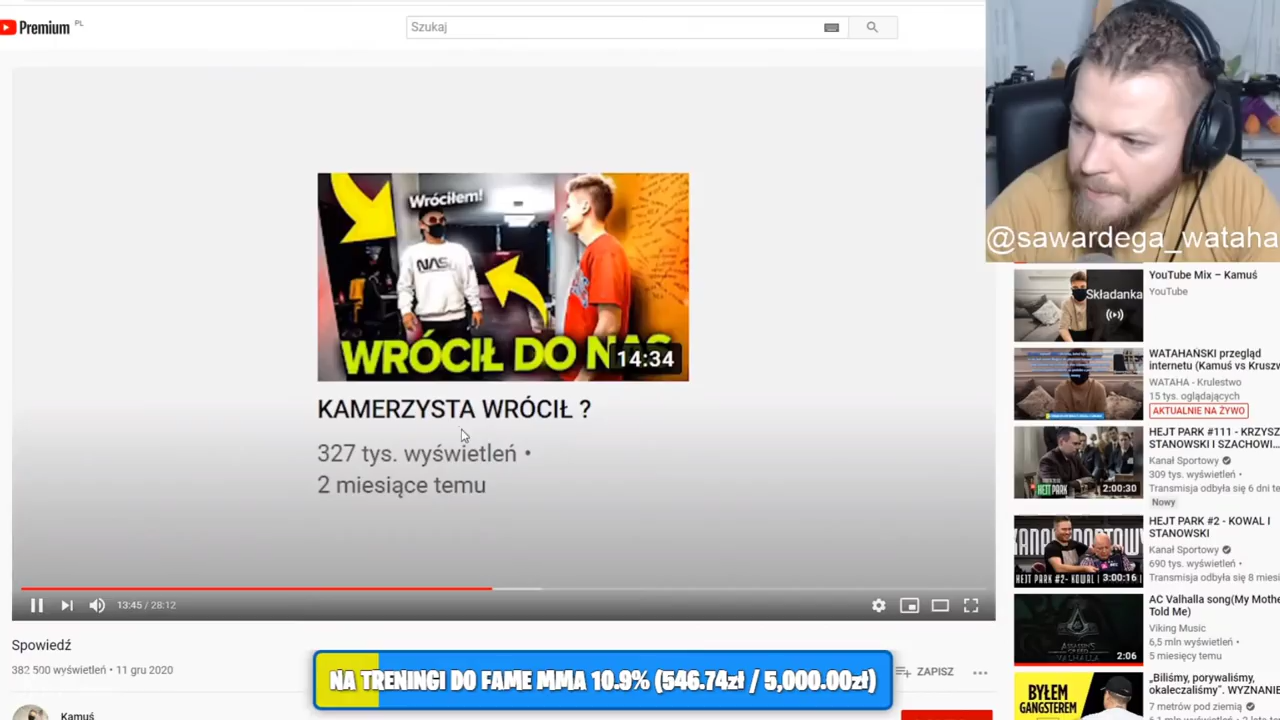 Premium PL
Szukaj
@sawardega_wataha
Wróciłem!
NAS
WRÓCIŁ DO NAS
14:34
KAMERZYSTA WRÓCIŁ ?
327 tys. wyświetleń •
2 miesiące temu
13:45 / 28:12
Spowiedź
382 500 wyświetleń • 11 gru 2020
ZAPISZ
NA TRENINGI DO FAME MMA 10.9% (546.74zł / 5,000.00zł)
Kamuś
Składanka
YouTube Mix – Kamuś
YouTube
WATAHAŃSKI przegląd
internetu (Kamuś vs Kruszw
WATAHA - Krulestwo
15 tys. oglądających
AKTUALNIE NA ŻYWO
HEJT PARK
2:00:30
HEJT PARK #111 - KRZYSZ
STANOWSKI I SZACHOWI...
Kanał Sportowy
309 tys. wyświetleń •
Transmisja odbyła się 6 dni te
Nowy
HEJT PARK #2- KOWAL I
3:00:16
HEJT PARK #2 - KOWAL I
STANOWSKI
Kanał Sportowy
690 tys. wyświetleń •
Transmisja odbyła się 8 miesi
2:06
AC Valhalla song(My Mothe
Told Me)
Viking Music
6,5 mln wyświetleń •
5 miesięcy temu
BYŁEM
GANGSTEREM
„Biliśmy, porywaliśmy,
okaleczaliśmy". WYZNANIE
7 metrów pod ziemią